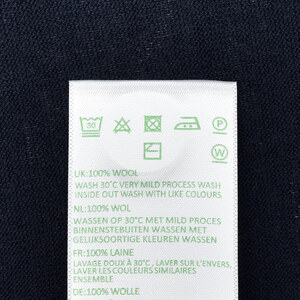 30
P
W
UK:100% WOOL
WASH 30°C VERY MILD PROCES WASH
INSIDE OUT WASH WITH LIKE COLOURS
NL:100% WOL
WASSEN OP 30°C MET MILD PROCES
BINNENSTEBUITEN WASSEN MET
GELIJKSOORTIGE KLEUREN WASSEN
FR:100% LAINE
LAVAGE DOUX À 30°C, LAVER SUR L'ENVERS,
LAVER LES COULEURS SIMILAIRES
ENSEMBLE
DE:100% WOLLE